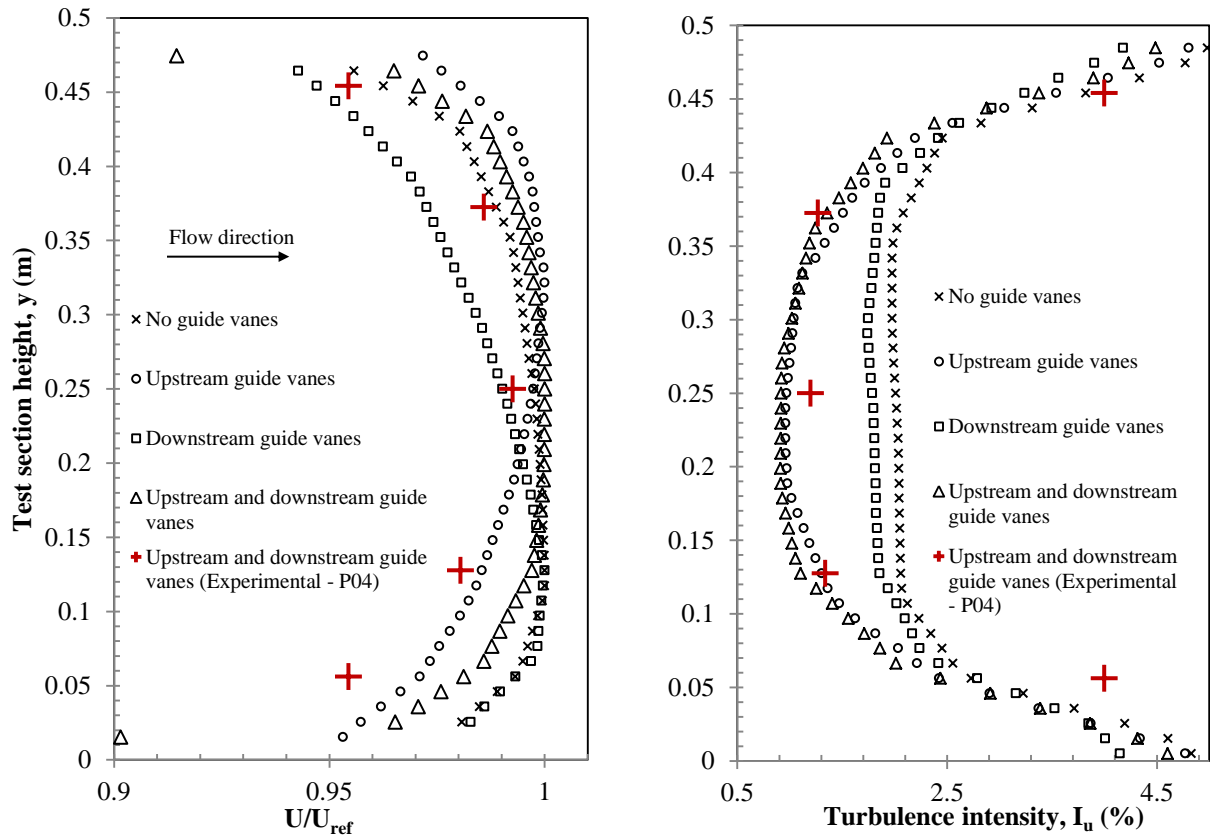 0.5
0.45
0.4
0.35
0.3
0.25
0.2
0.15
0.1
0.05
0
Test section height, y (m)
Flow direction
No guide vanes
Upstream guide vanes
Downstream guide vanes
Upstream and downstream guide
vanes
Upstream and downstream guide
vanes (Experimental - P04)
0.9
0.95
1
U/Uref
0.5
0.45
0.4
0.35
0.3
0.25
0.2
0.15
0.1
0.05
0
No guide vanes
Upstream guide vanes
Downstream guide vanes
Upstream and downstream
guide vanes
Upstream and downstream
guide vanes (Experimental
- P04)
0.5
2.5
4.5
Turbulence intensity, Iu (%)